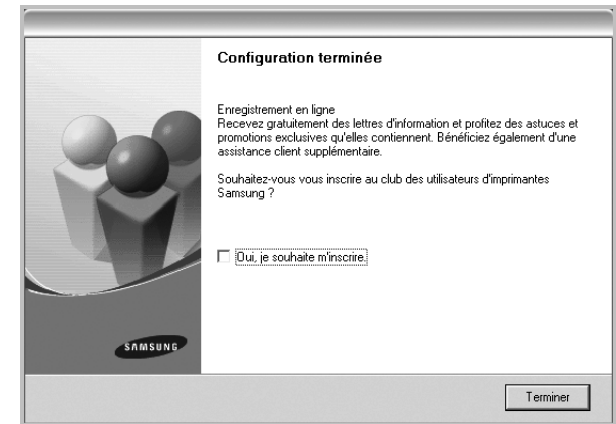 Configuration terminée
Enregistrement en ligne
Recevez gratuitement des lettres d'information et profitez des astuces et
promotions exclusives qu'elles contiennent. Bénéficiez également d'une
assistance client supplémentaire.
Souhaitez-vous vous inscrire au club des utilisateurs d'imprimantes
Samsung ?
Oui, je souhaite m'inscrire.
SAMSUNG
Terminer